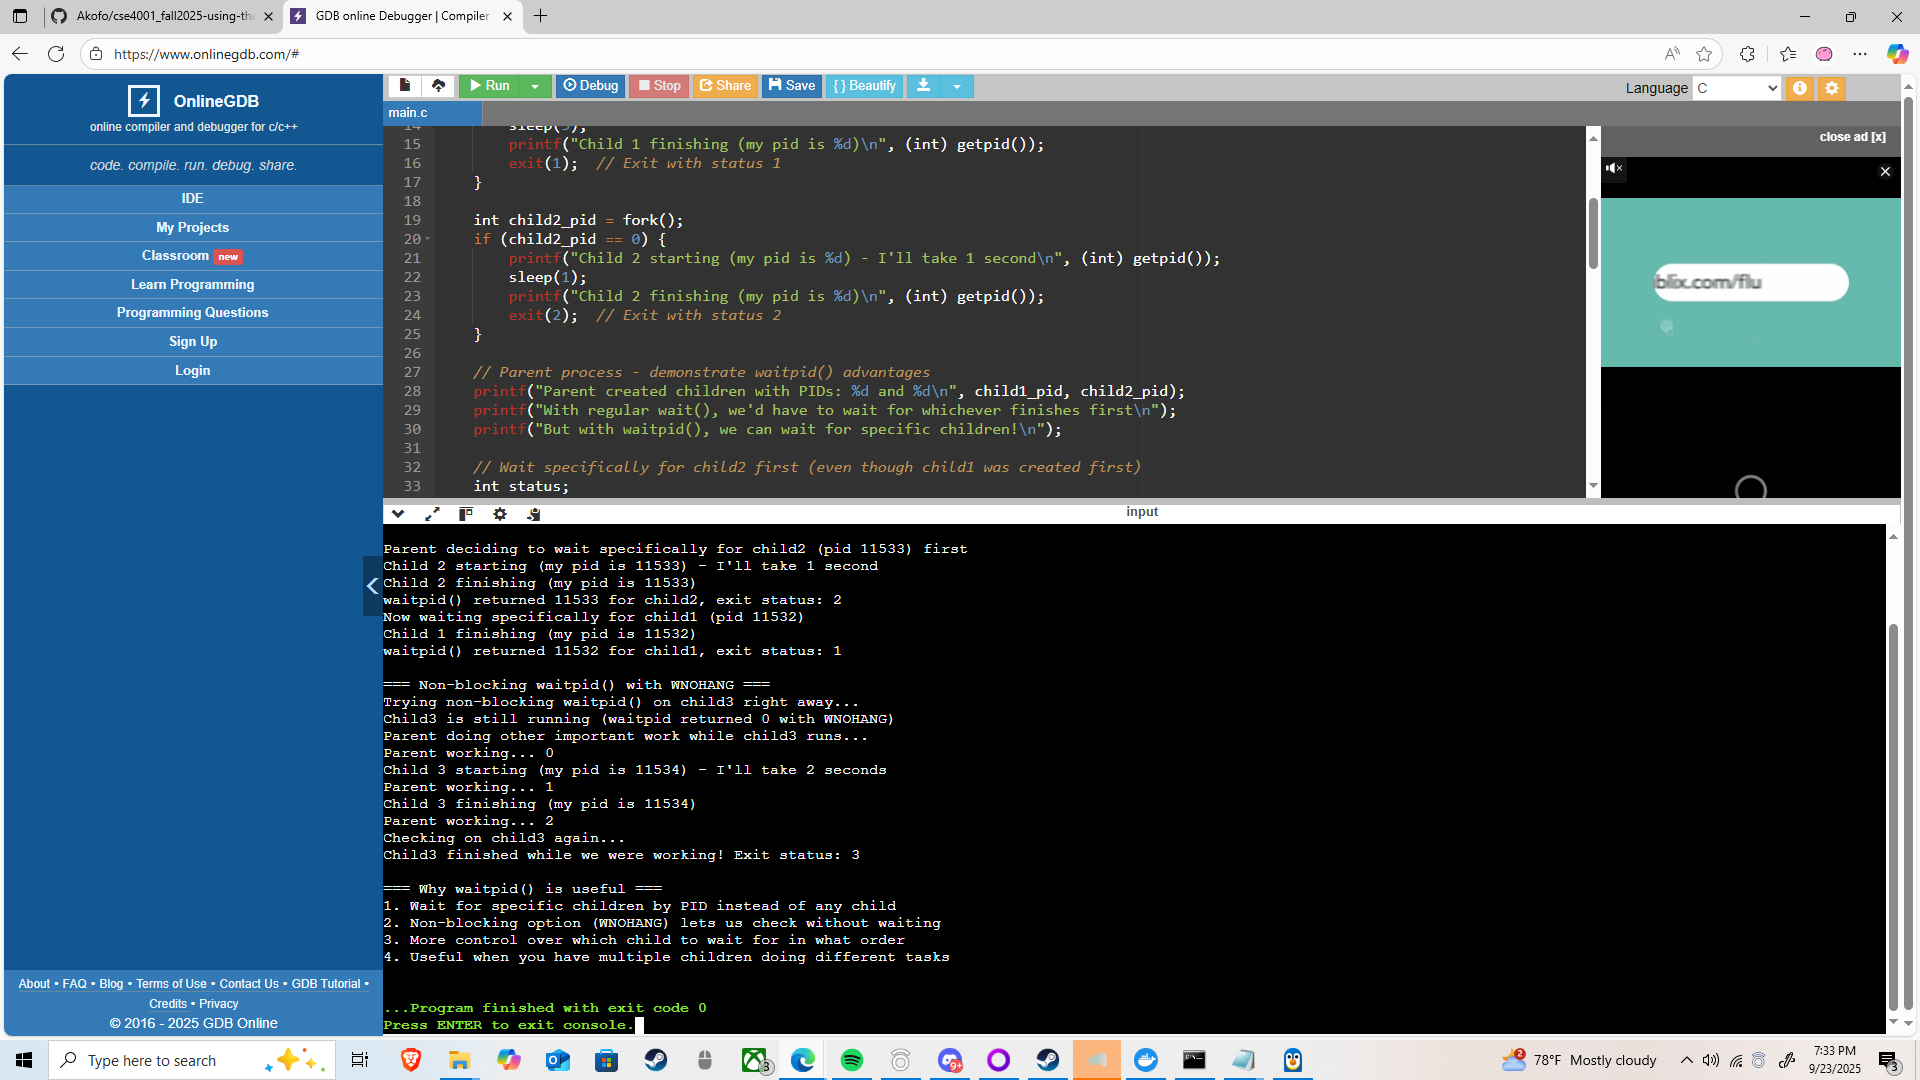 Akofo/cse4001_fall2025-using-the
GDB online Debugger | Compiler
https://www.onlinegdb.com/#
OnlineGDB
online compiler and debugger for c/c++
code. compile. run. debug. share.
IDE
My Projects
Classroom new
Learn Programming
Programming Questions
Sign Up
Login
About • FAQ • Blog • Terms of Use • Contact Us • GDB Tutorial •
Credits • Privacy
© 2016 - 2025 GDB Online
Run Debug Stop Share Save { } Beautify
Language C
main.c
14 sleep(5);
15 printf("Child 1 finishing (my pid is %d)\n", (int) getpid());
16 exit(1);  // Exit with status 1
17 }
18
19 int child2_pid = fork();
20 if (child2_pid == 0) {
21 printf("Child 2 starting (my pid is %d) - I'll take 1 second\n", (int) getpid());
22 sleep(1);
23 printf("Child 2 finishing (my pid is %d)\n", (int) getpid());
24 exit(2);  // Exit with status 2
25 }
26
27 // Parent process - demonstrate waitpid() advantages
28 printf("Parent created children with PIDs: %d and %d\n", child1_pid, child2_pid);
29 printf("With regular wait(), we'd have to wait for whichever finishes first\n");
30 printf("But with waitpid(), we can wait for specific children!\n");
31
32 // Wait specifically for child2 first (even though child1 was created first)
33 int status;
close ad [x]
blix.com/flu
input
Parent deciding to wait specifically for child2 (pid 11533) first
Child 2 starting (my pid is 11533) - I'll take 1 second
Child 2 finishing (my pid is 11533)
waitpid() returned 11533 for child2, exit status: 2
Now waiting specifically for child1 (pid 11532)
Child 1 finishing (my pid is 11532)
waitpid() returned 11532 for child1, exit status: 1
=== Non-blocking waitpid() with WNOHANG ===
Trying non-blocking waitpid() on child3 right away...
Child3 is still running (waitpid returned 0 with WNOHANG)
Parent doing other important work while child3 runs...
Parent working... 0
Child 3 starting (my pid is 11534) - I'll take 2 seconds
Parent working... 1
Child 3 finishing (my pid is 11534)
Parent working... 2
Checking on child3 again...
Child3 finished while we were working! Exit status: 3
=== Why waitpid() is useful ===
1. Wait for specific children by PID instead of any child
2. Non-blocking option (WNOHANG) lets us check without waiting
3. More control over which child to wait for in what order
4. Useful when you have multiple children doing different tasks
...Program finished with exit code 0
Press ENTER to exit console.
Type here to search
3
9+
2
78°F Mostly cloudy
7:33 PM
9/23/2025
3